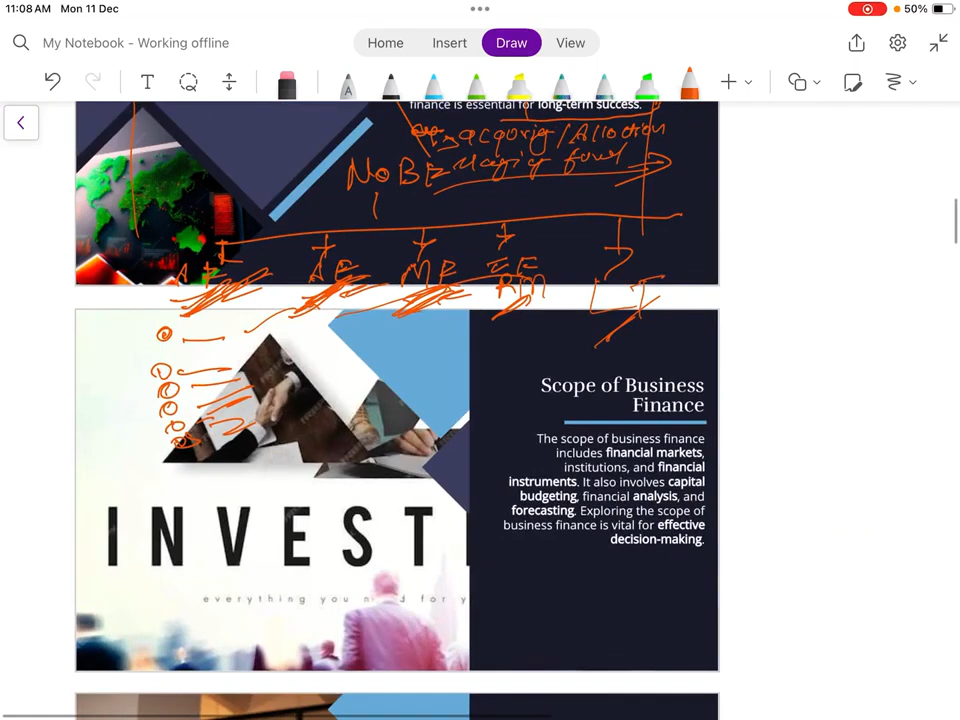 11:08 AM Mon 11 Dec
50%
My Notebook - Working offline
Home Insert Draw View
finance is essential for long-term success.
NoBF
RM
Scope of Business
Finance
The scope of business finance
includes financial markets,
institutions, and financial
instruments. It also involves capital
budgeting, financial analysis, and
forecasting. Exploring the scope of
business finance is vital for effective
decision-making.
INVEST
everything you need for y